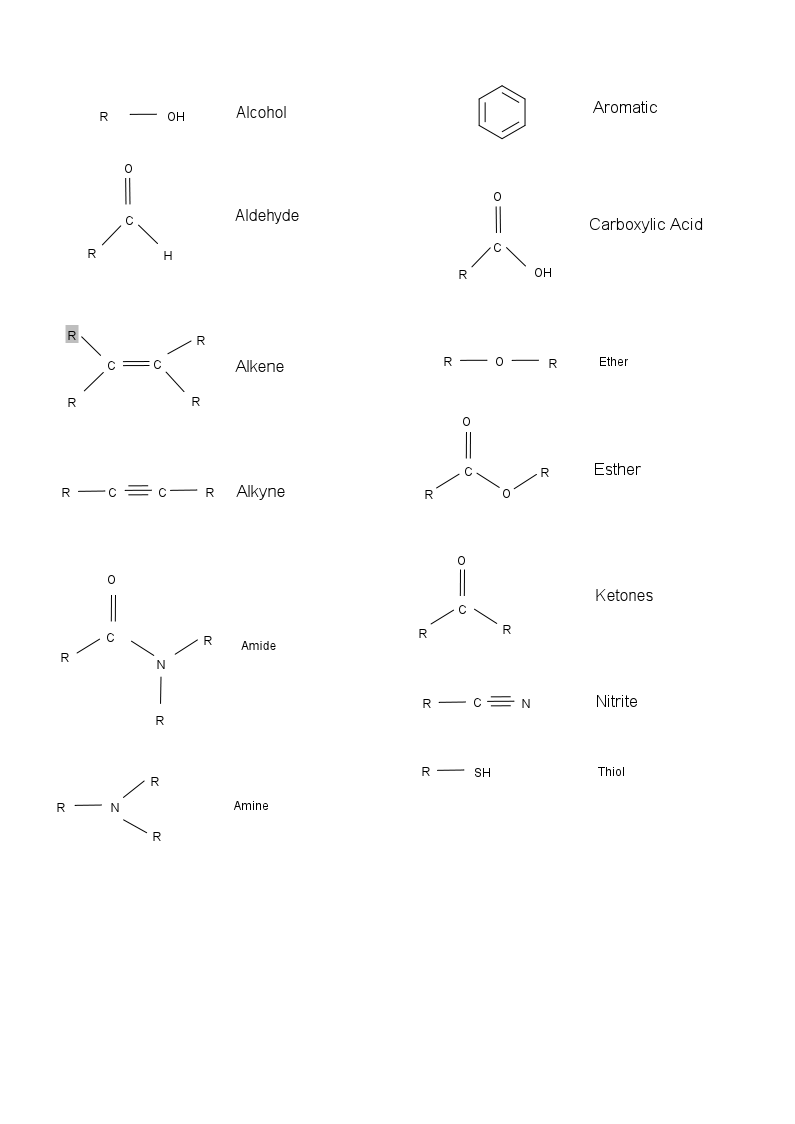 R OH Alcohol
O
C
R H
Aldehyde
R R
C C
R R
Alkene
R C C R Alkyne
O
C R
R N
R
Amide
R
R N
R
Amine
Aromatic
O
C
R OH
Carboxylic Acid
R O R Ether
O
C R
R O
Esther
O
C
R R
Ketones
R C N Nitrite
R SH Thiol